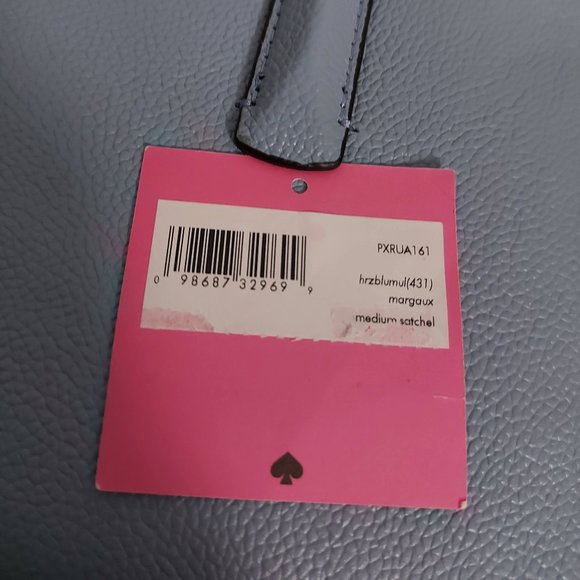 PXRUA161
0 98687 32969 9
hrzblumul(431)
margaux
medium satchel